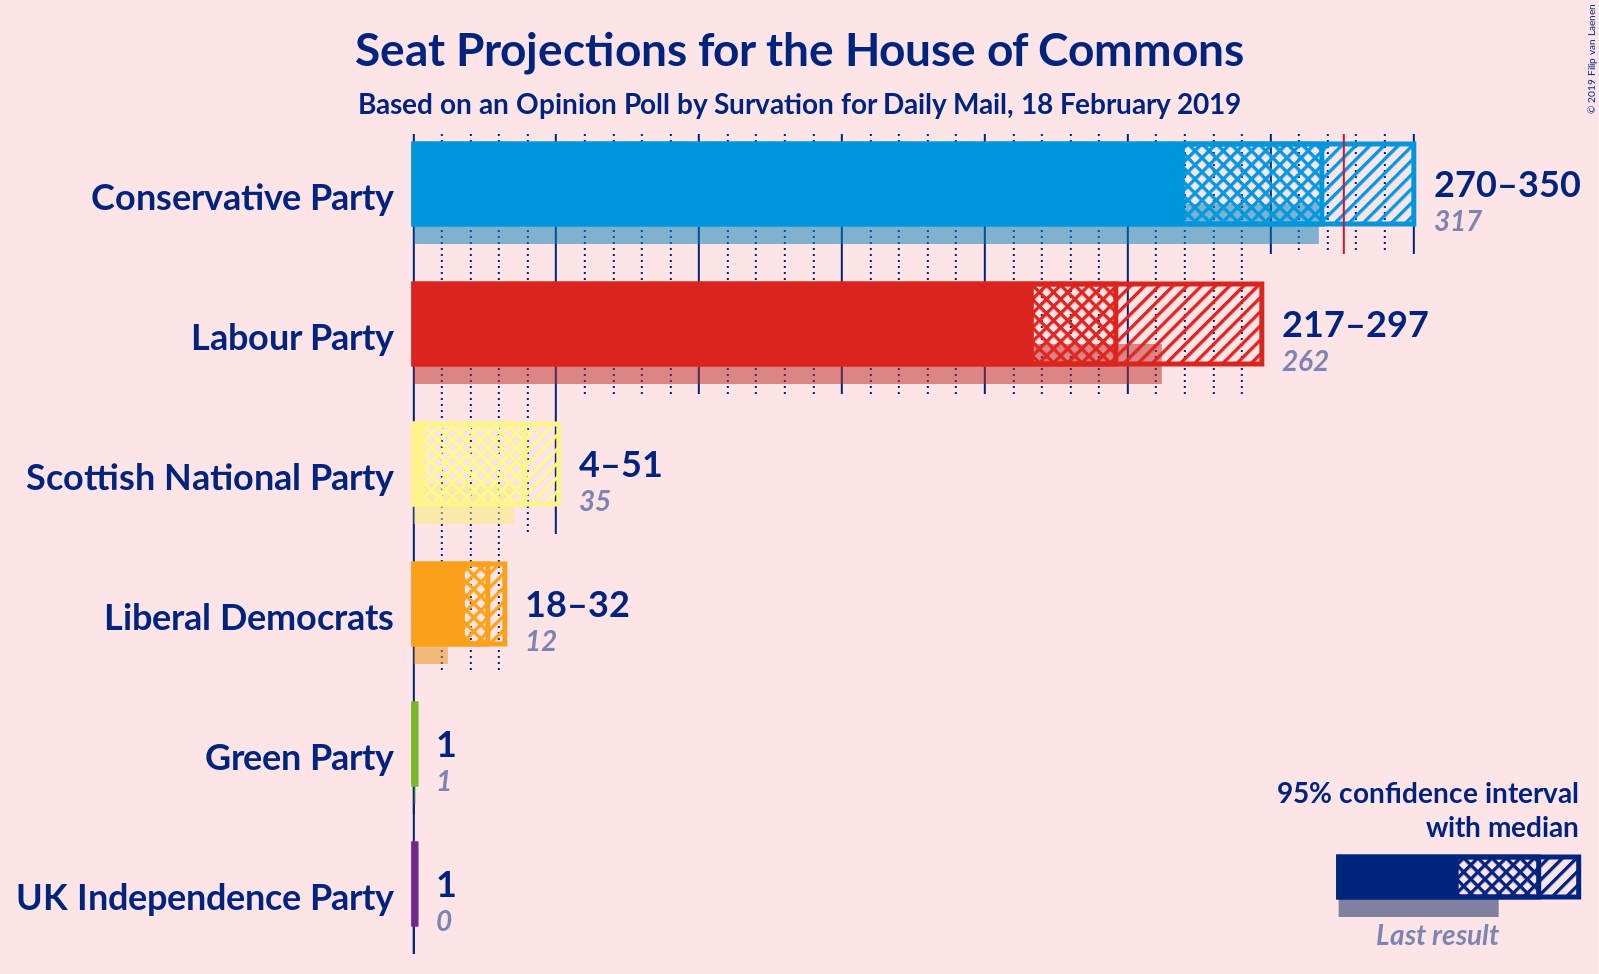 Seat Projections for the House of Commons
Based on an Opinion Poll by Survation for Daily Mail, 18 February 2019
© 2019 Filip van Laenen
Conservative Party
270–350
317
Labour Party
217–297
262
Scottish National Party
4–51
35
Liberal Democrats
18–32
12
Green Party
1
1
UK Independence Party
1
0
95% confidence interval
with median
Last result